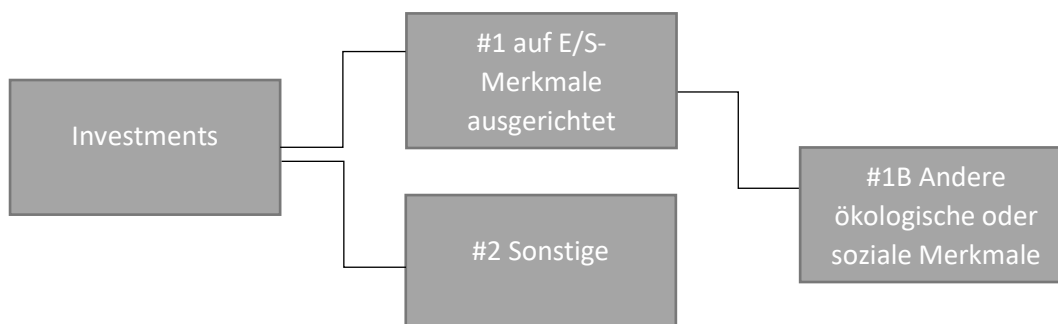 Investments
#1 auf E/S-
Merkmale
ausgerichtet
#2 Sonstige
#1B Andere
ökologische oder
soziale Merkmale